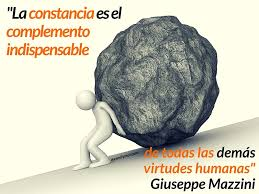 "La constancia es el
complemento
indispensable
de todas las demás
virtudes humanas"
Giuseppe Mazzini